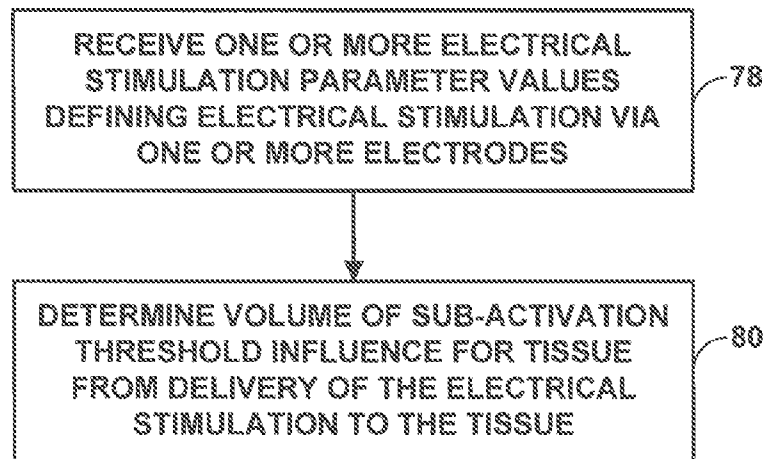 RECEIVE ONE OR MORE ELECTRICAL
STIMULATION PARAMETER VALUES
DEFINING ELECTRICAL STIMULATION VIA
ONE OR MORE ELECTRODES
78
DETERMINE VOLUME OF SUB-ACTIVATION
THRESHOLD INFLUENCE FOR TISSUE
FROM DELIVERY OF THE ELECTRICAL
STIMULATION TO THE TISSUE
80